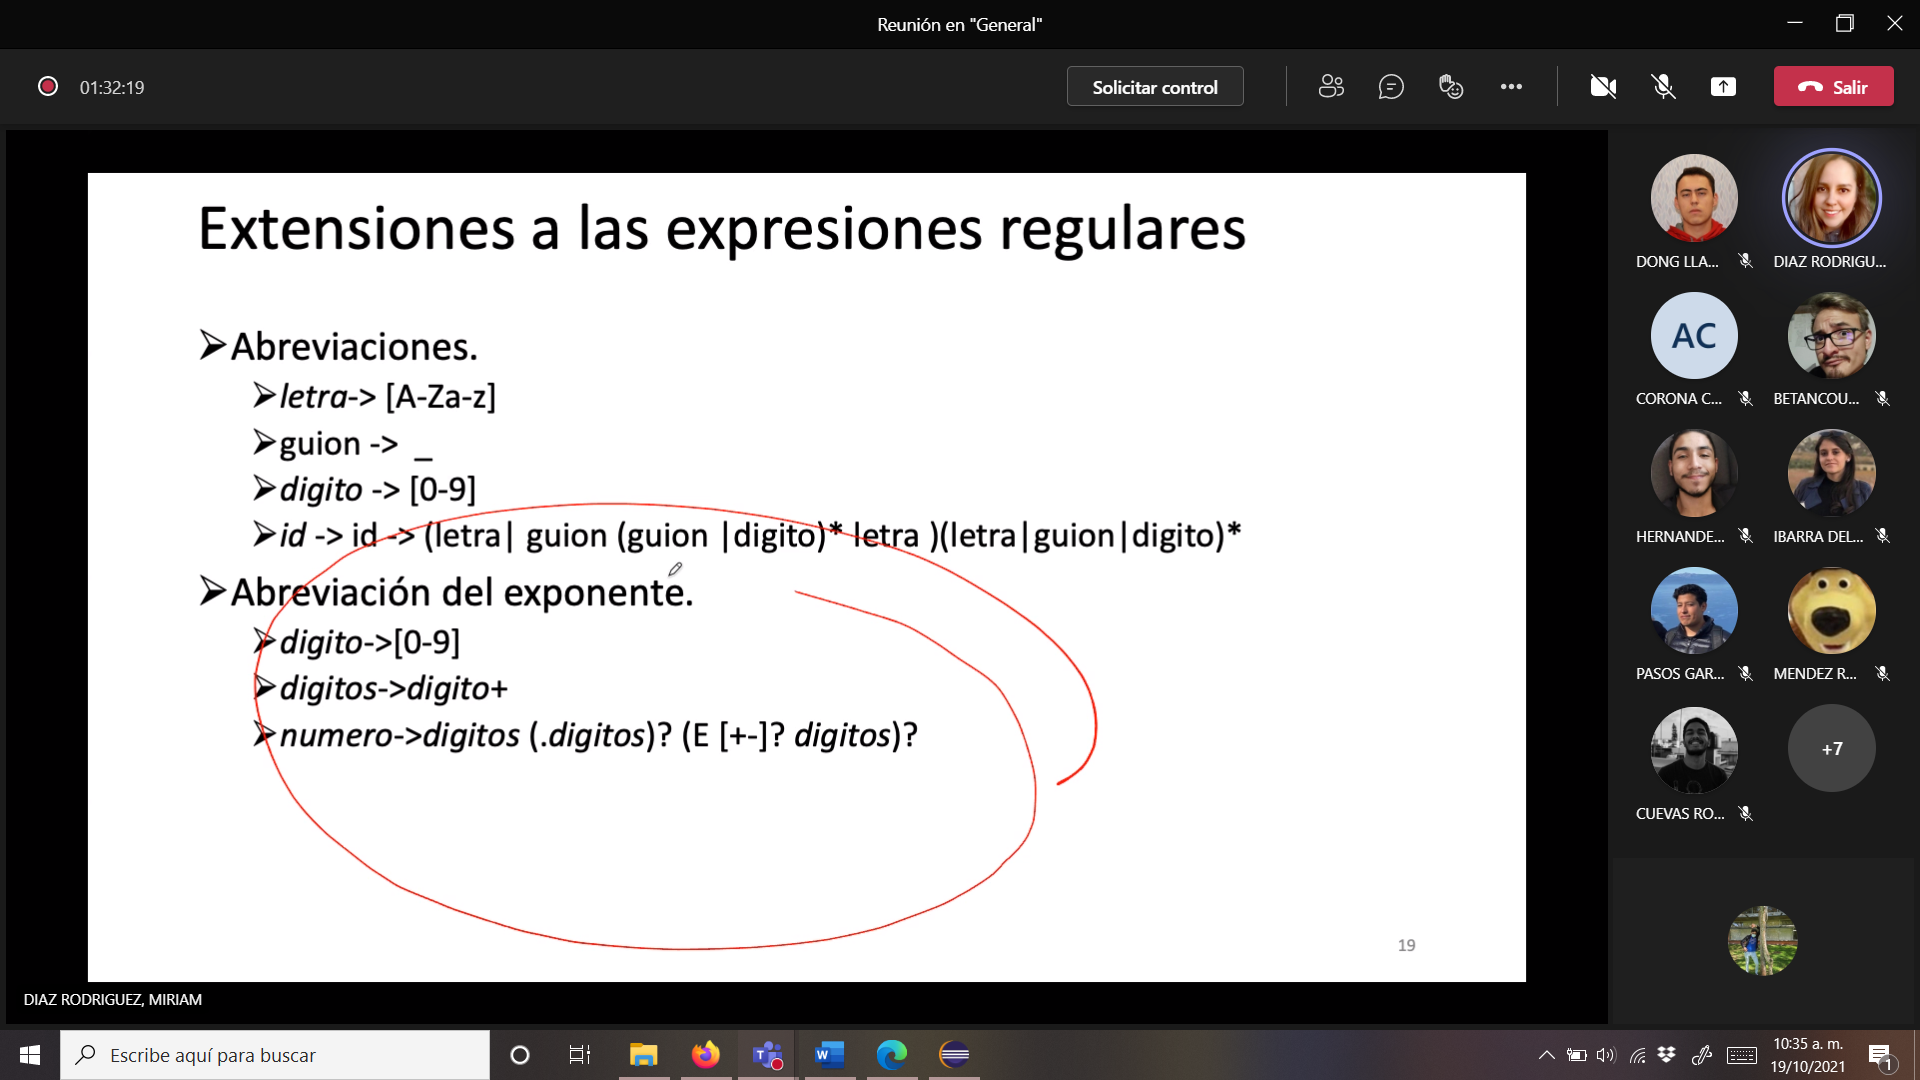 Reunión en "General"
01:32:19
Solicitar control
Salir
Extensiones a las expresiones regulares
➢Abreviaciones.
➢letra-> [A-Za-z]
➢guion -> _
➢digito -> [0-9]
➢id -> id -> (letra| guion (guion |digito)* letra )(letra|guion|digito)*
➢Abreviación del exponente.
➢digito->[0-9]
➢digitos->digito+
➢numero->digitos (.digitos)? (E [+-]? digitos)?
19
DIAZ RODRIGUEZ, MIRIAM
DONG LLA...
DIAZ RODRIGU...
AC
CORONA C...
BETANCOU...
HERNANDE...
IBARRA DEL...
PASOS GAR...
MENDEZ R...
CUEVAS RO...
+7
Escribe aquí para buscar
10:35 a. m.
19/10/2021
1